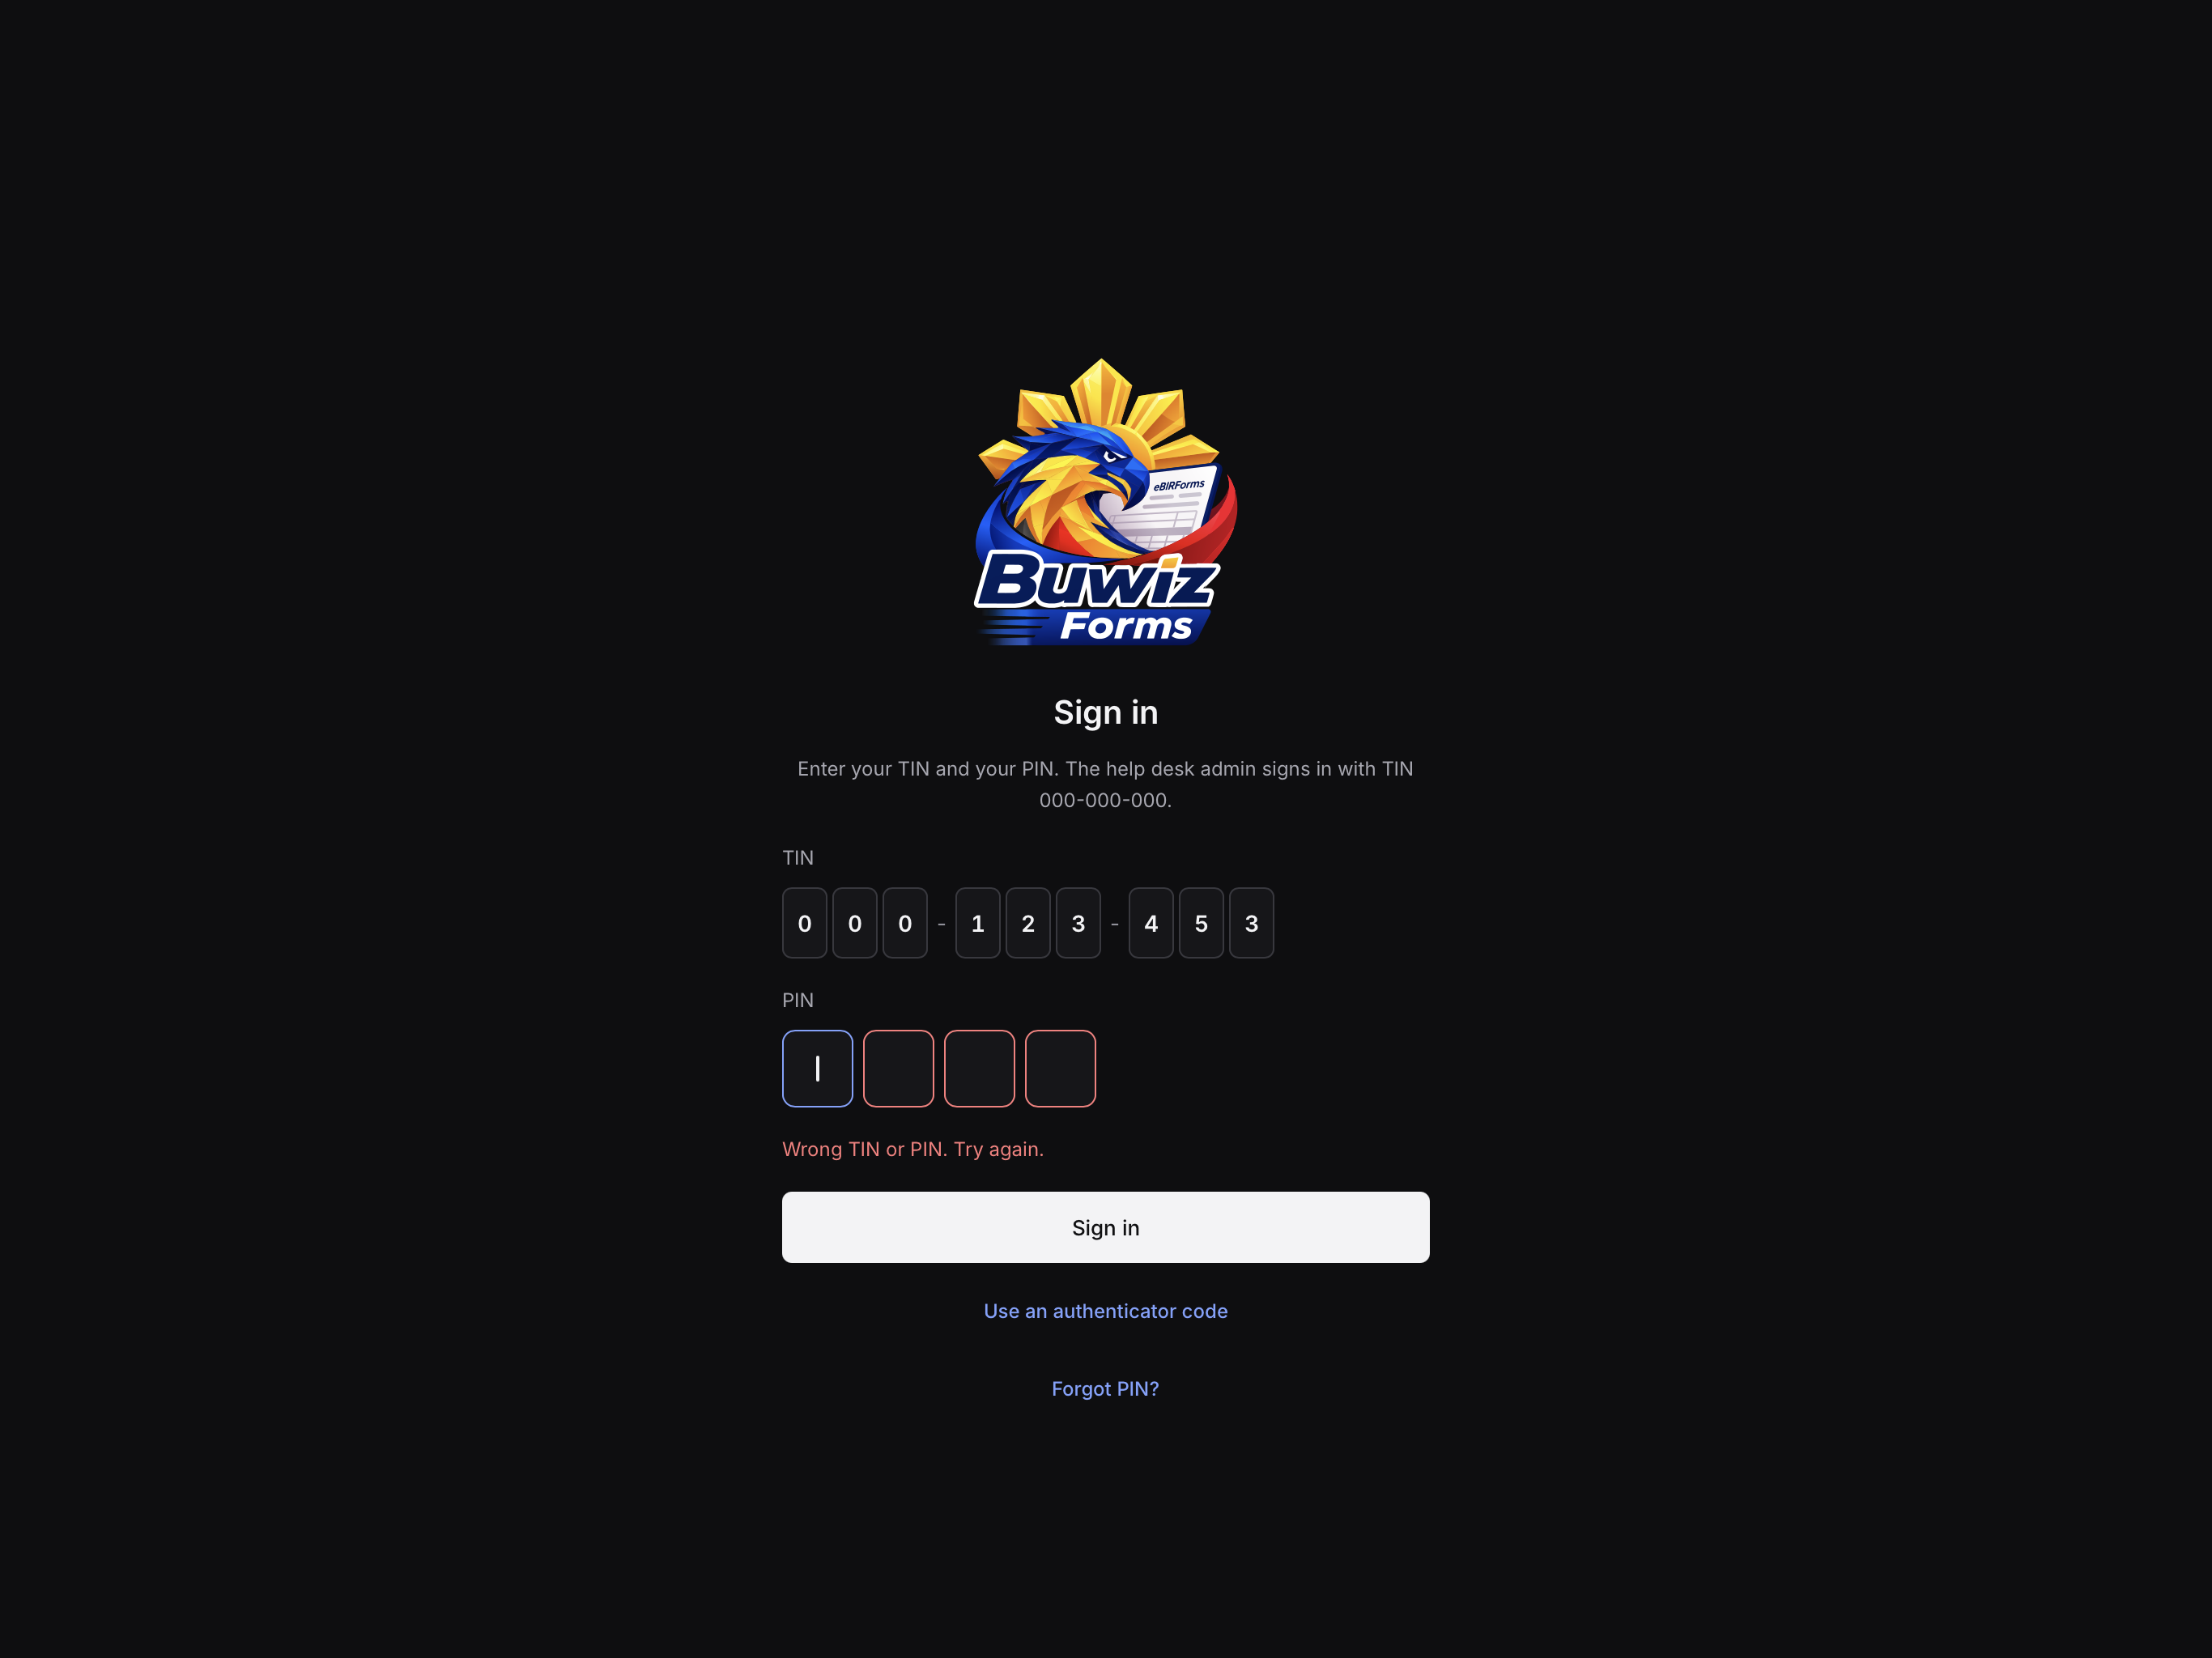 eBIRForms
Buwiz
Forms
Sign in
Enter your TIN and your PIN. The help desk admin signs in with TIN
000-000-000.
TIN
0 0 0 - 1 2 3 - 4 5 3
PIN
Wrong TIN or PIN. Try again.
Sign in
Use an authenticator code
Forgot PIN?